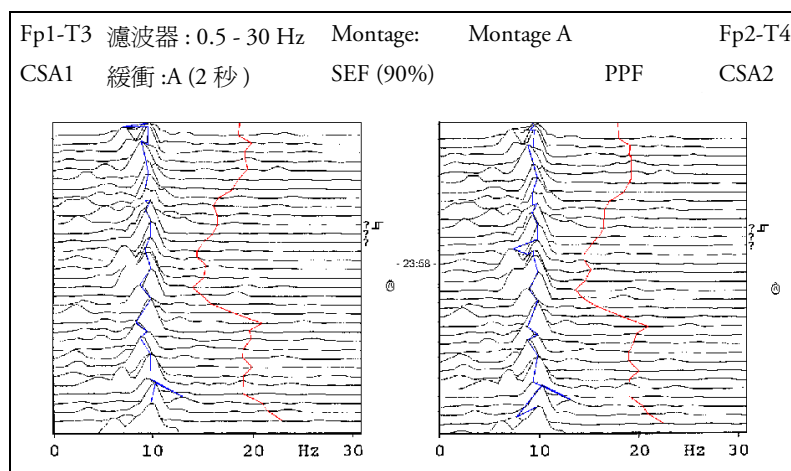 Fp1-T3 濾波器 : 0.5 - 30 Hz Montage: Montage A Fp2-T4
CSA1 緩衝 :A (2 秒 ) SEF (90%) PPF CSA2
?
?
?
?
?
?
- 23:58
@
@
0 10 20 Hz 30
0 10 20 Hz 30